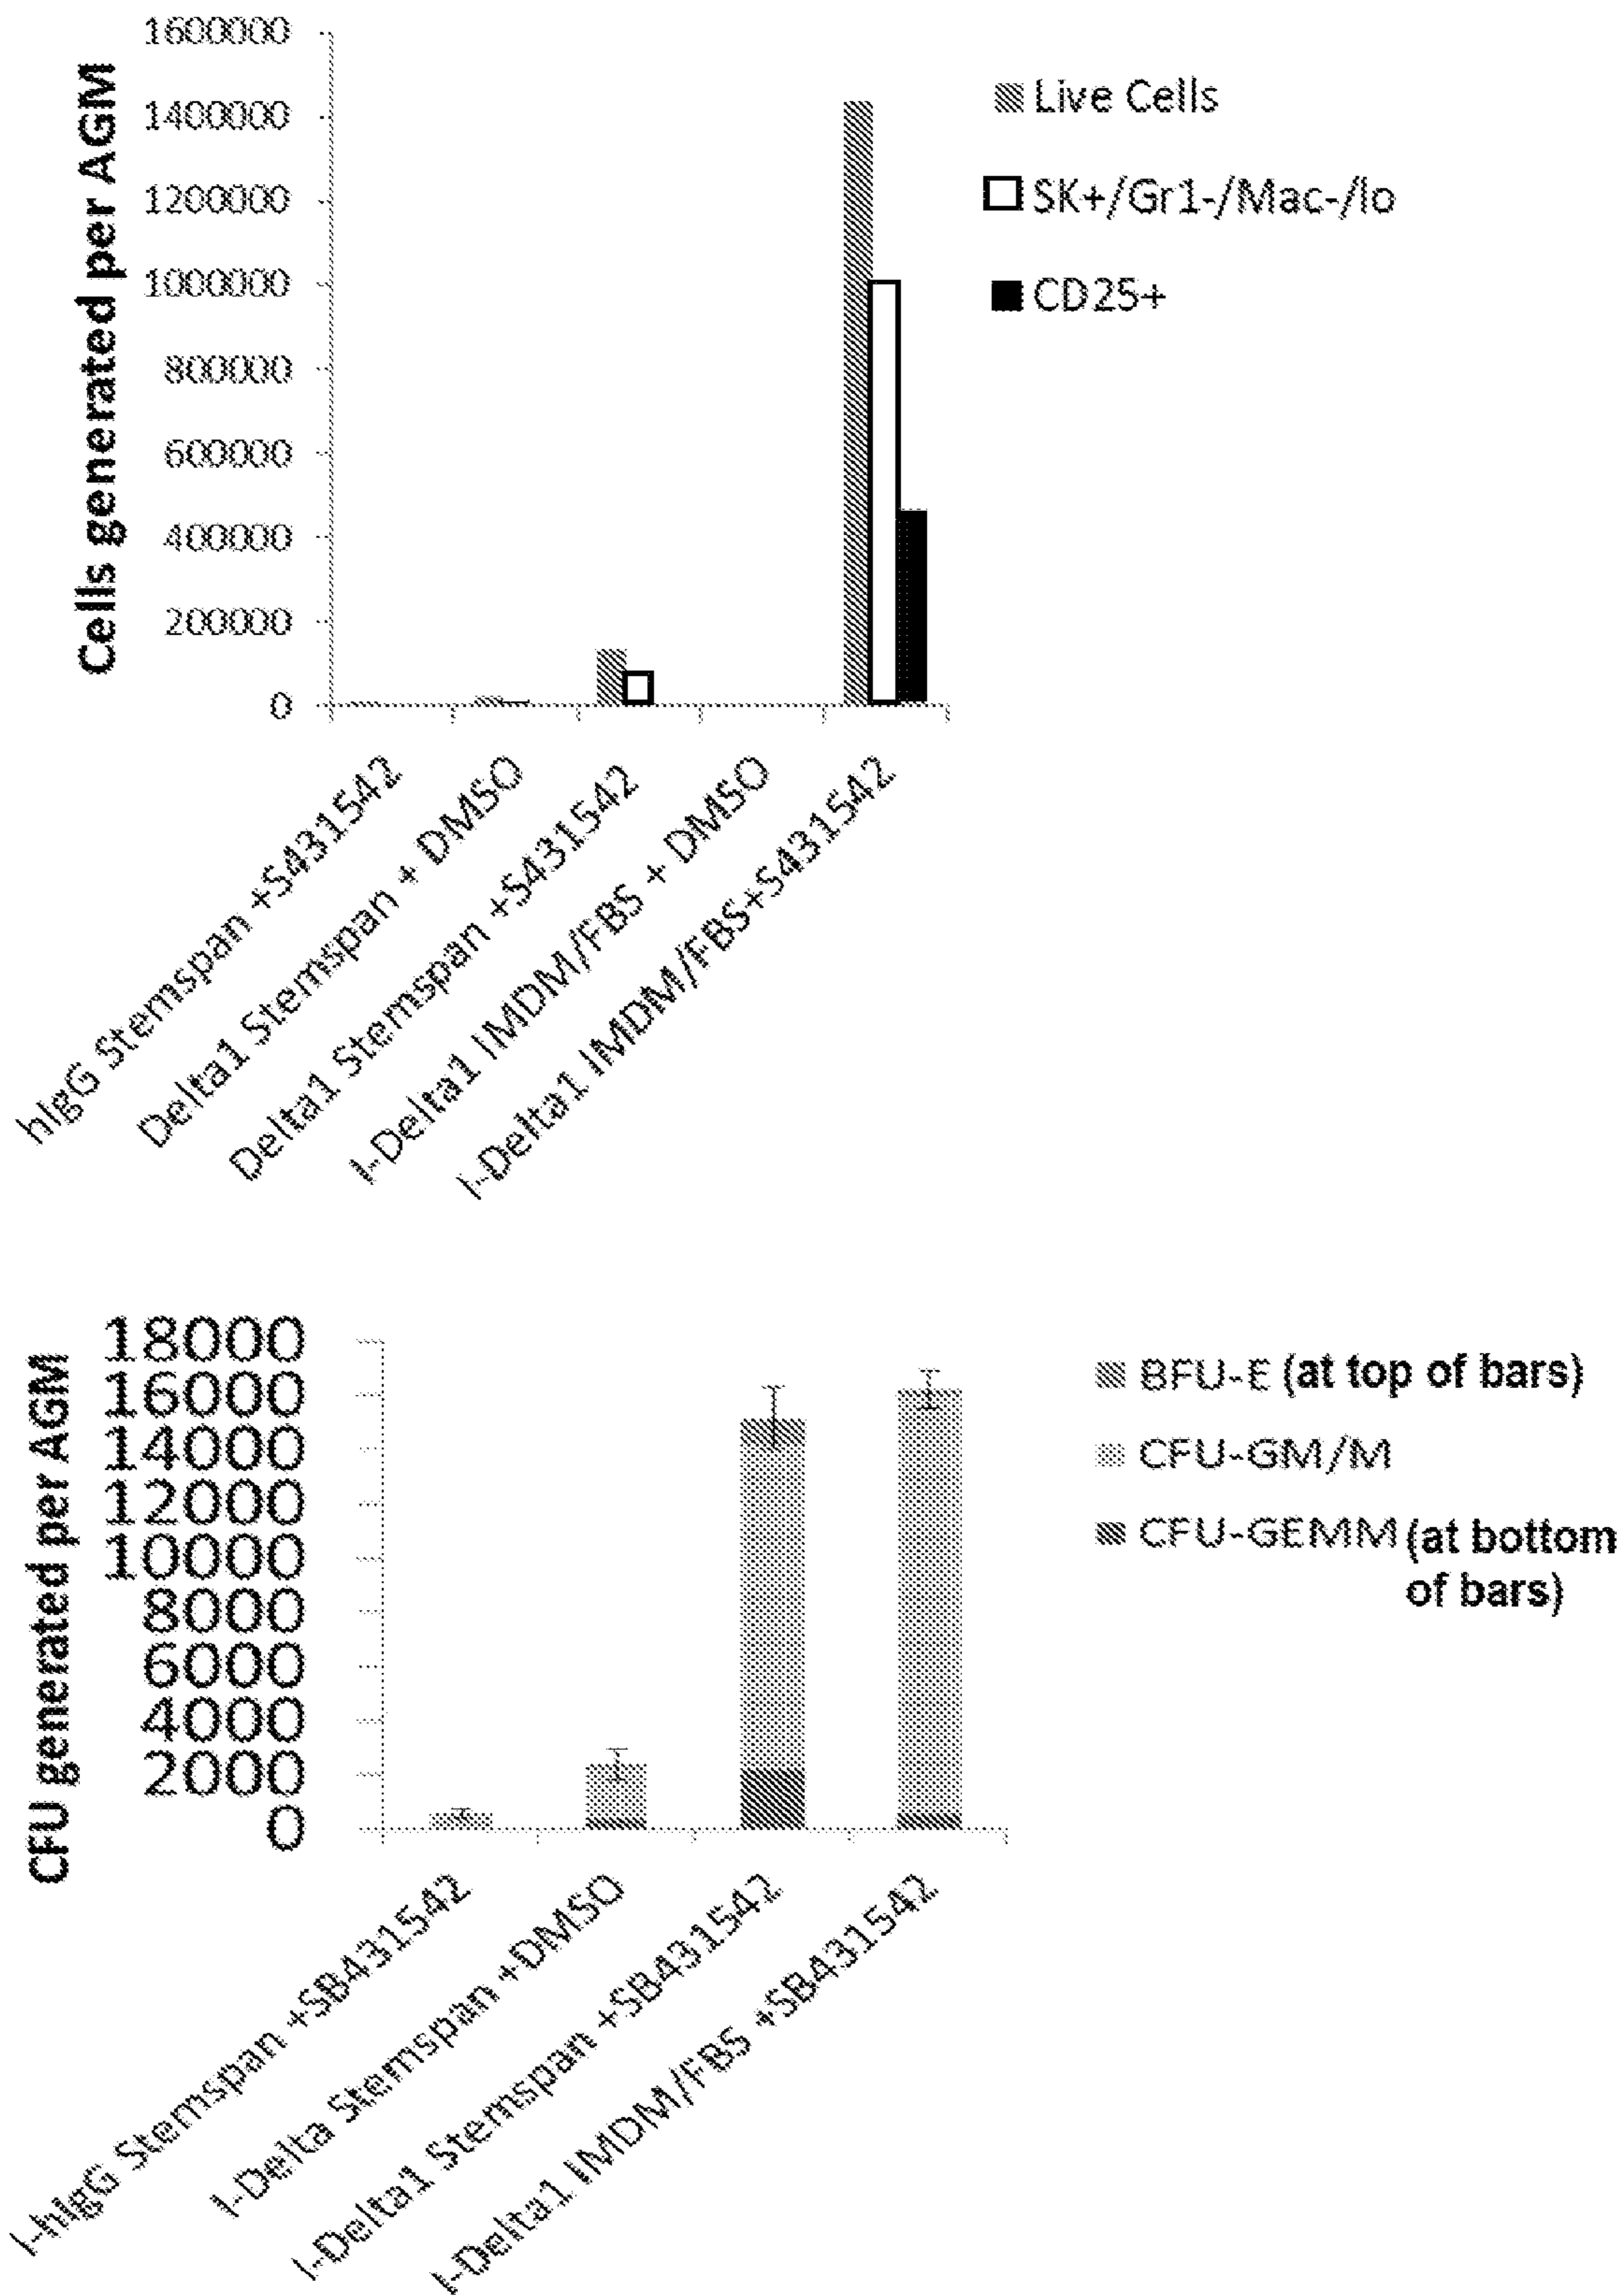 Cells generated per AGM
1600000
1400000
1200000
1000000
800000
600000
400000
200000
0
Live Cells
SK+/Gr1-/Mac-/lo
CD25+
hIgG Stemspan +S431542
Delta1 Stemspan + DMSO
Delta1 Stemspan +S431542
I-Delta1 IMDM/FBS + DMSO
I-Delta1 IMDM/FBS+S431542
CFU generated per AGM
18000
16000
14000
12000
10000
8000
6000
4000
2000
0
BFU-E (at top of bars)
CFU-GM/M
CFU-GEMM (at bottom
of bars)
I-hIgG Stemspan +SB431542
I-Delta Stemspan +DMSO
I-Delta1 Stemspan +SB431542
I-Delta1 IMDM/FBS +SB431542